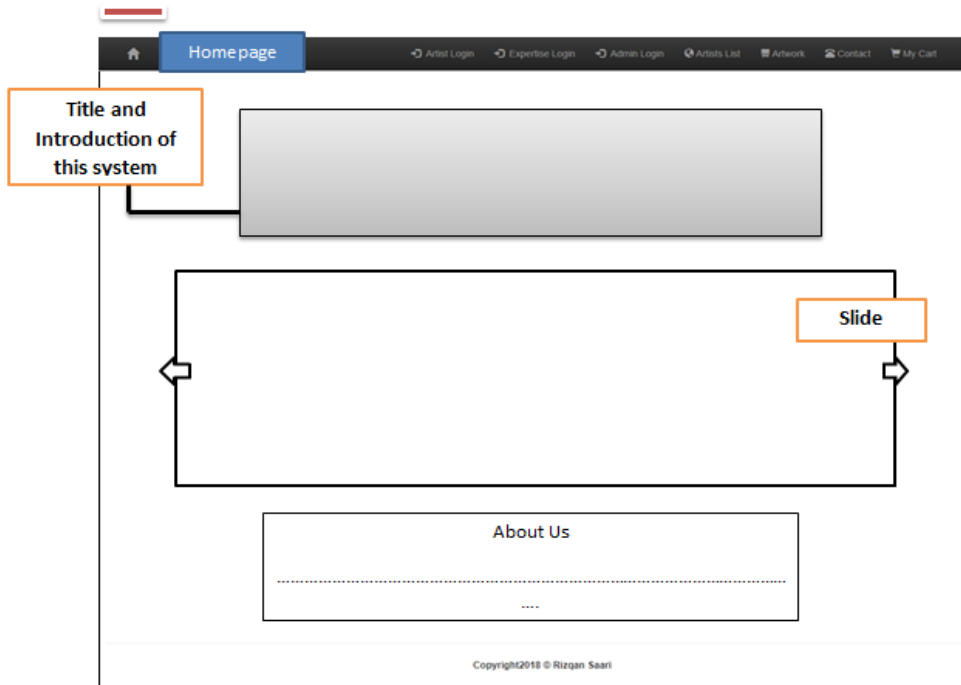 Homepage
Artist Login Expertise Login Admin Login Artists List Artwork Contact My Cart
Title and
Introduction of
this system
Slide
About Us
………………………………………………………………………………………………
….
Copyright2018 © Rizqan Saari